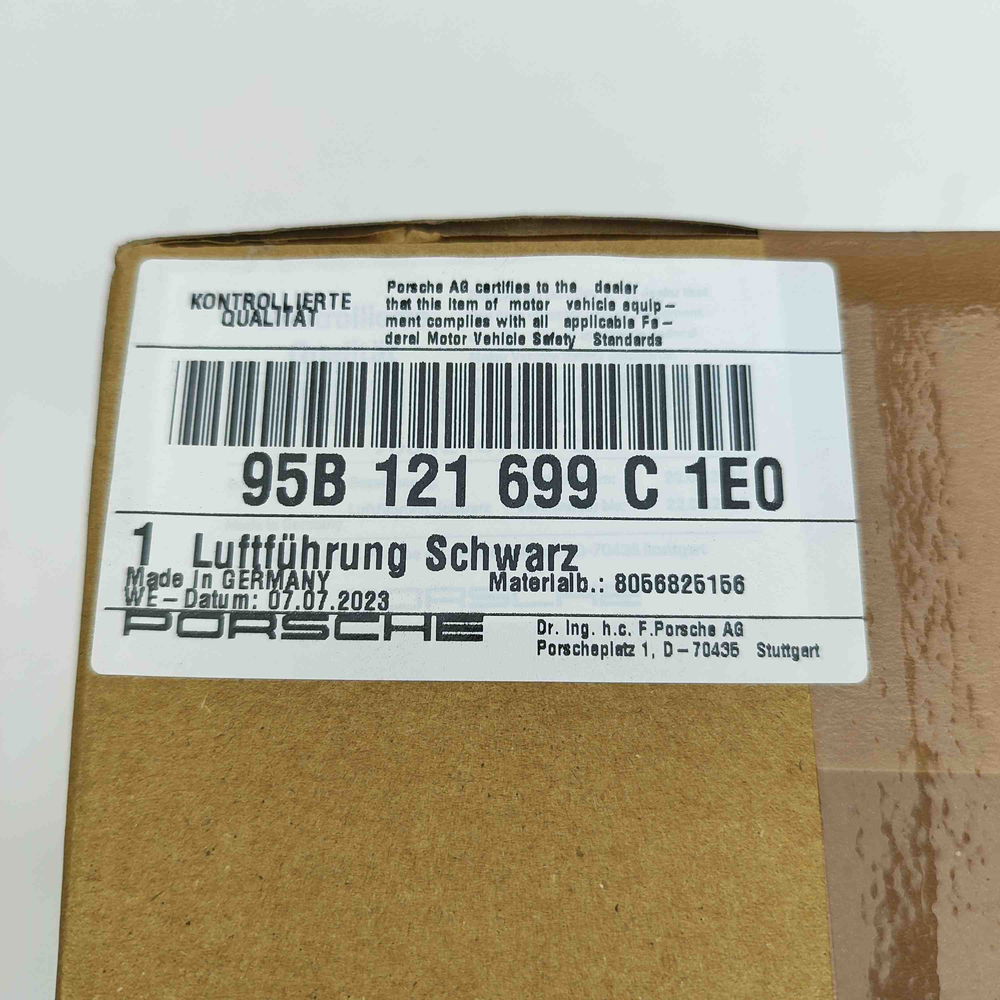 KONTROLLIERTE
QUALITÄT
Porsche AG certifies to the dealer
that this item of motor vehicle equip-
ment complies with all applicable Fe-
deral Motor Vehicle Safety Standards
95B 121 699 C 1E0
1 Luftführung Schwarz
Made in GERMANY
Materialb.: 8056825156
WE-Datum: 07.07.2023
PORSCHE
Dr. Ing. h.c. F.Porsche AG
Porscheplatz 1, D-70435 Stuttgart